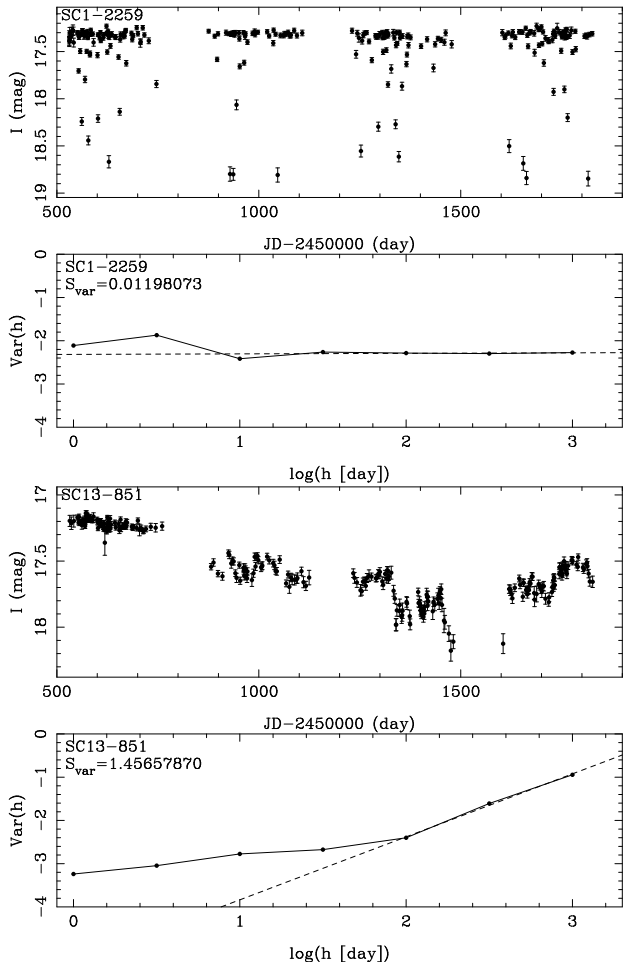 SC1-2259
17.5
18
18.5
19
I (mag)
500
1000
1500
JD-2450000 (day)
SC1-2259
Svar=0.01198073
0
-1
-2
-3
-4
Var(h)
0
1
2
3
log(h [day])
SC13-851
17
17.5
18
I (mag)
500
1000
1500
JD-2450000 (day)
SC13-851
Svar=1.45657870
0
-1
-2
-3
-4
Var(h)
0
1
2
3
log(h [day])